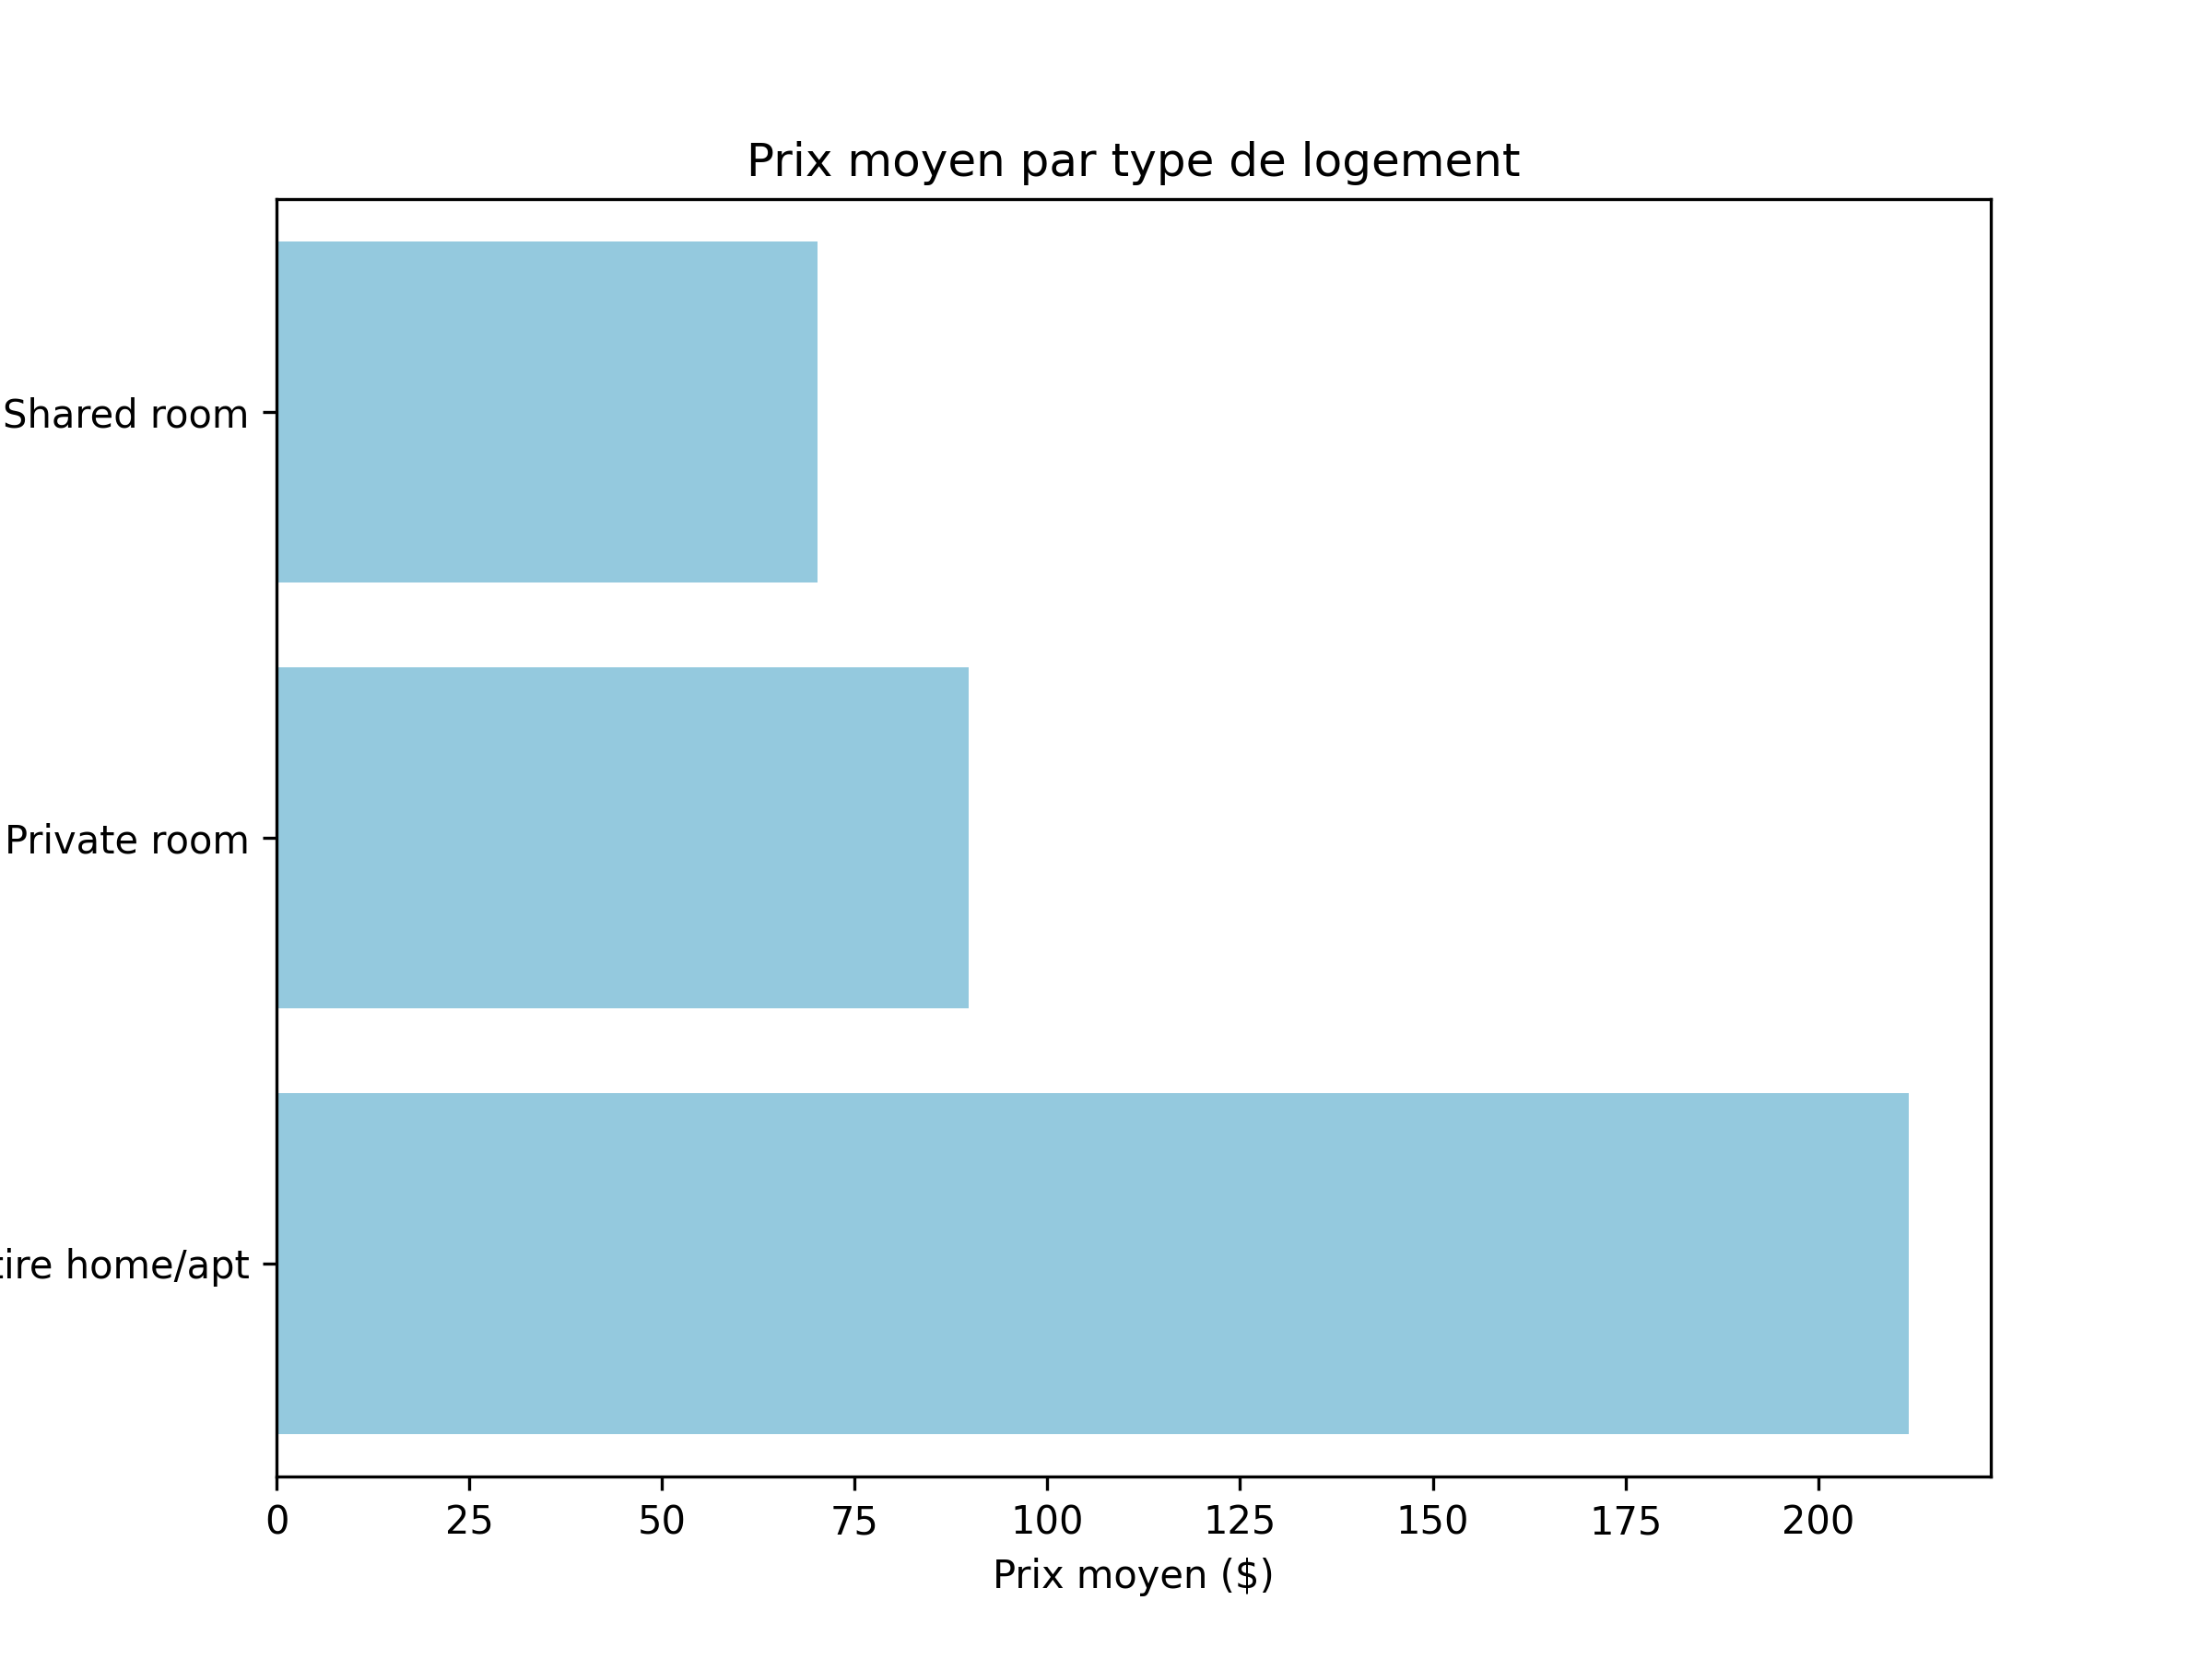 Prix moyen par type de logement
Shared room
Private room
home/apt
0 25 50 75 100 125 150 175 200
Prix moyen ($)